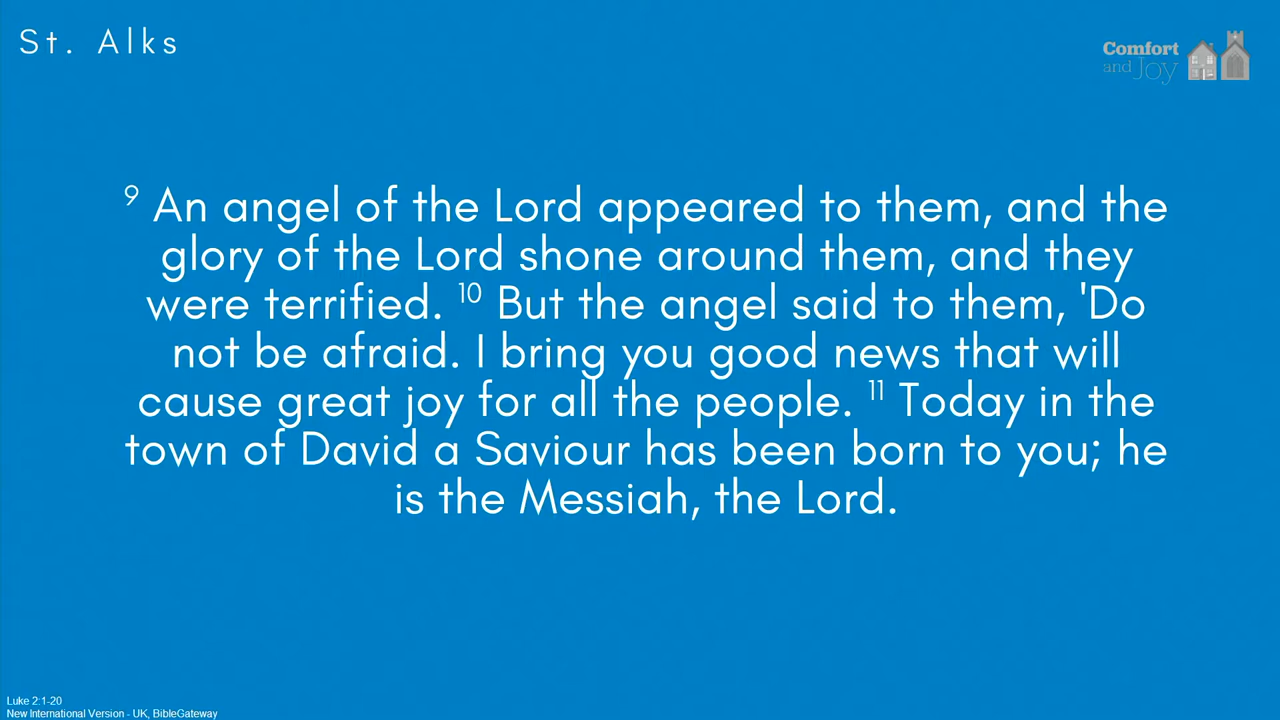 St. Alks
Comfort
and Joy
9 An angel of the Lord appeared to them, and the
glory of the Lord shone around them, and they
were terrified. 10 But the angel said to them, 'Do
not be afraid. I bring you good news that will
cause great joy for all the people. 11 Today in the
town of David a Saviour has been born to you; he
is the Messiah, the Lord.
Luke 2:1-20
New International Version - UK, BibleGateway